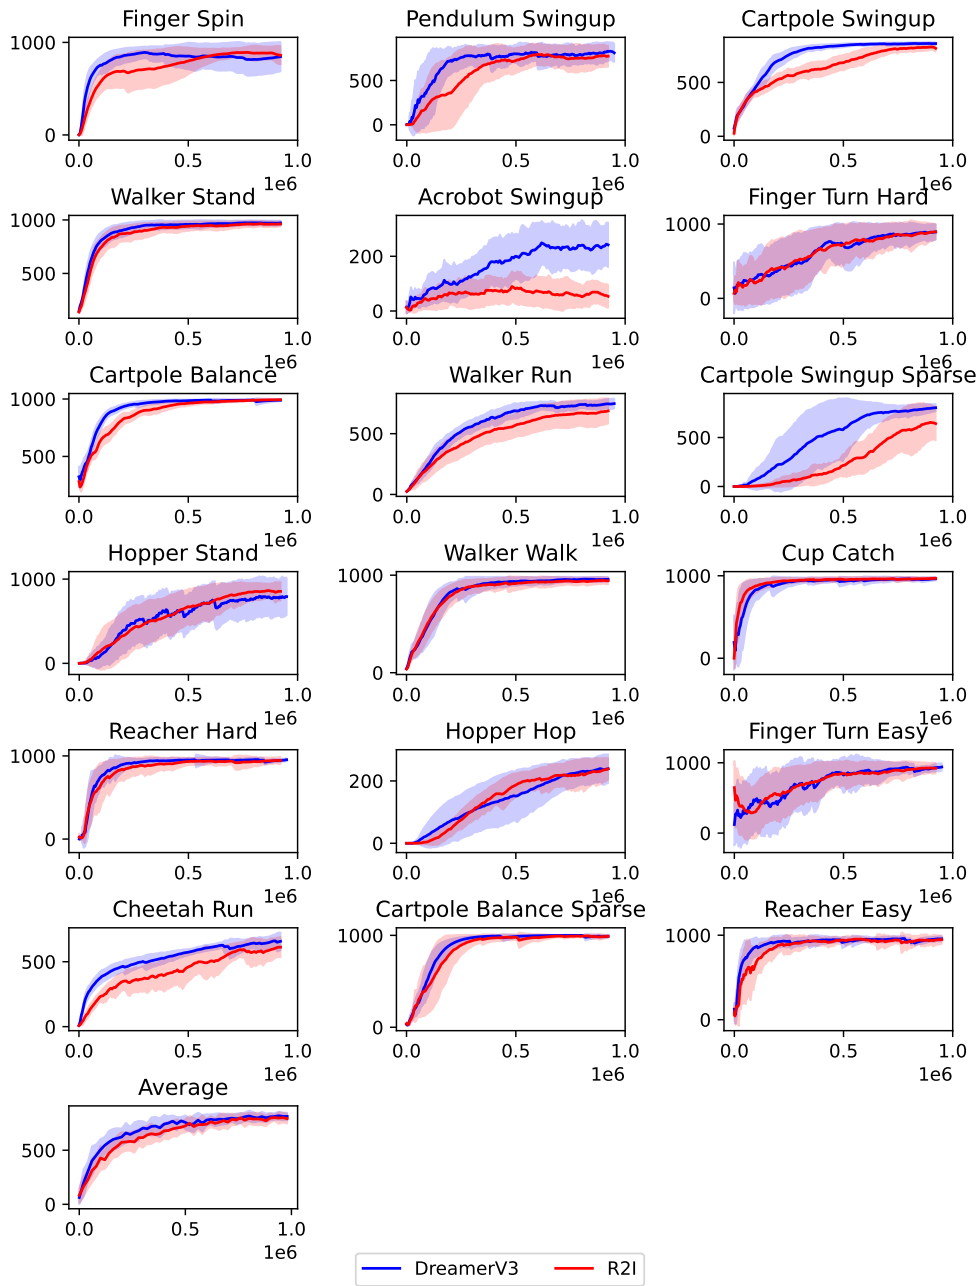 Finger Spin
Pendulum Swingup
Cartpole Swingup
1000
0
0.0 0.5 1.0
1e6
500
0
0.0 0.5 1.0
1e6
500
0
0.0 0.5 1.0
1e6
Walker Stand
Acrobot Swingup
Finger Turn Hard
1000
500
0.0 0.5 1.0
1e6
200
0
0.0 0.5 1.0
1e6
1000
0
0.0 0.5 1.0
1e6
Cartpole Balance
Walker Run
Cartpole Swingup Sparse
1000
500
0.0 0.5 1.0
1e6
500
0
0.0 0.5 1.0
1e6
500
0
0.0 0.5 1.0
1e6
Hopper Stand
Walker Walk
Cup Catch
1000
0
0.0 0.5 1.0
1e6
1000
0
0.0 0.5 1.0
1e6
1000
0
0.0 0.5 1.0
1e6
Reacher Hard
Hopper Hop
Finger Turn Easy
1000
0
0.0 0.5 1.0
1e6
200
0
0.0 0.5 1.0
1e6
1000
0
0.0 0.5 1.0
1e6
Cheetah Run
Cartpole Balance Sparse
Reacher Easy
500
0
0.0 0.5 1.0
1e6
1000
0
0.0 0.5 1.0
1e6
1000
0
0.0 0.5 1.0
1e6
Average
500
0
0.0 0.5 1.0
1e6
DreamerV3 R2I